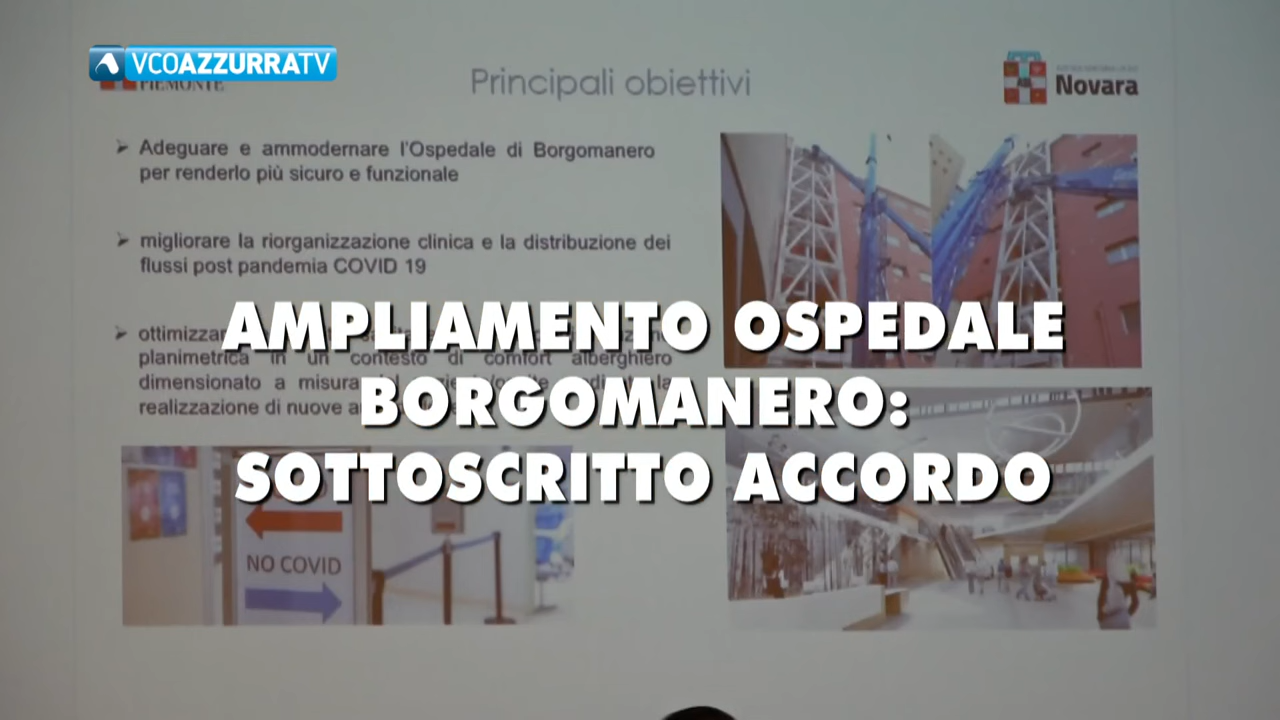 VCOAZZURRATV
PIEMONTE
Principali obiettivi
Novara
➤ Adeguare e ammodernare l'Ospedale di Borgomanero
per renderlo più sicuro e funzionale
➤ migliorare la riorganizzazione clinica e la distribuzione dei
flussi post pandemia COVID 19
AMPLIAMENTO OSPEDALE
planimetrica in un contesto di comfort alberghiero
dimensionato a misura
realizzazione di nuove
BORGOMANERO:
SOTTOSCRITTO ACCORDO
NO COVID